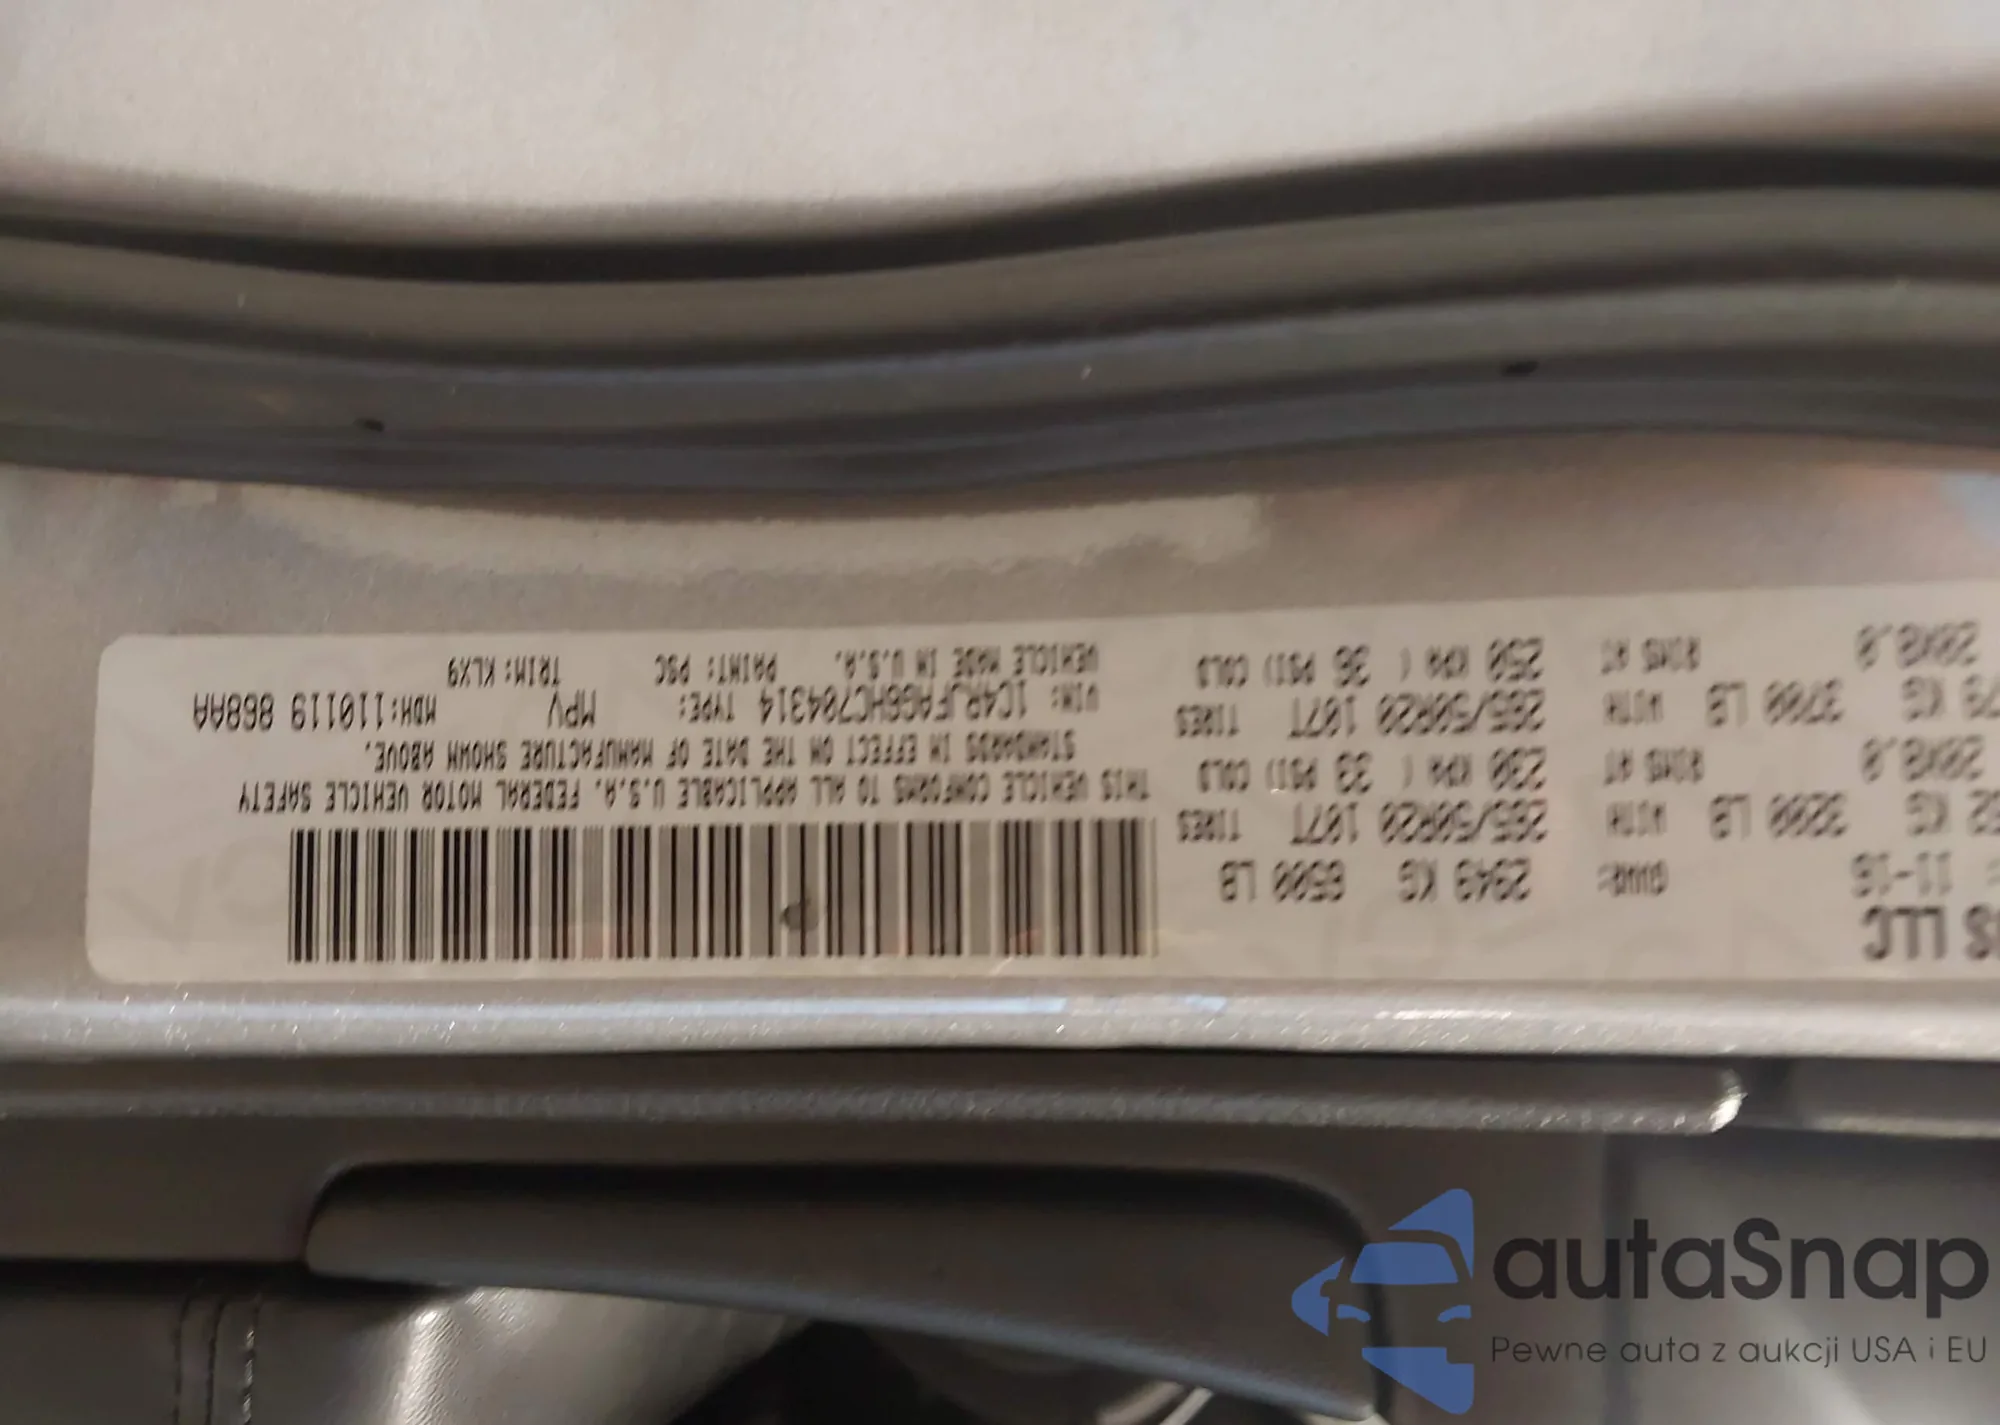 US LLC
: 11-16 GVWR: 2949 KG 6500 LB
52 KG 3200 LB WITH 265/50R20 107T TIRES
20X8.0 RIMS AT 230 KPA ( 33 PSI) COLD
79 KG 3700 LB WITH 265/50R20 107T TIRES
20X8.0 RIMS AT 250 KPA ( 36 PSI) COLD
THIS VEHICLE CONFORMS TO ALL APPLICABLE U.S.A. FEDERAL MOTOR VEHICLE SAFETY
STANDARDS IN EFFECT ON THE DATE OF MANUFACTURE SHOWN ABOVE.
VIN: 1C4RJFAG6HC704314 TYPE: MPV MDH:110119 868AA
VEHICLE MADE IN U.S.A. PAINT: PSC TRIM: KLX9
autaSnap
Pewne auta z aukcji USA i EU